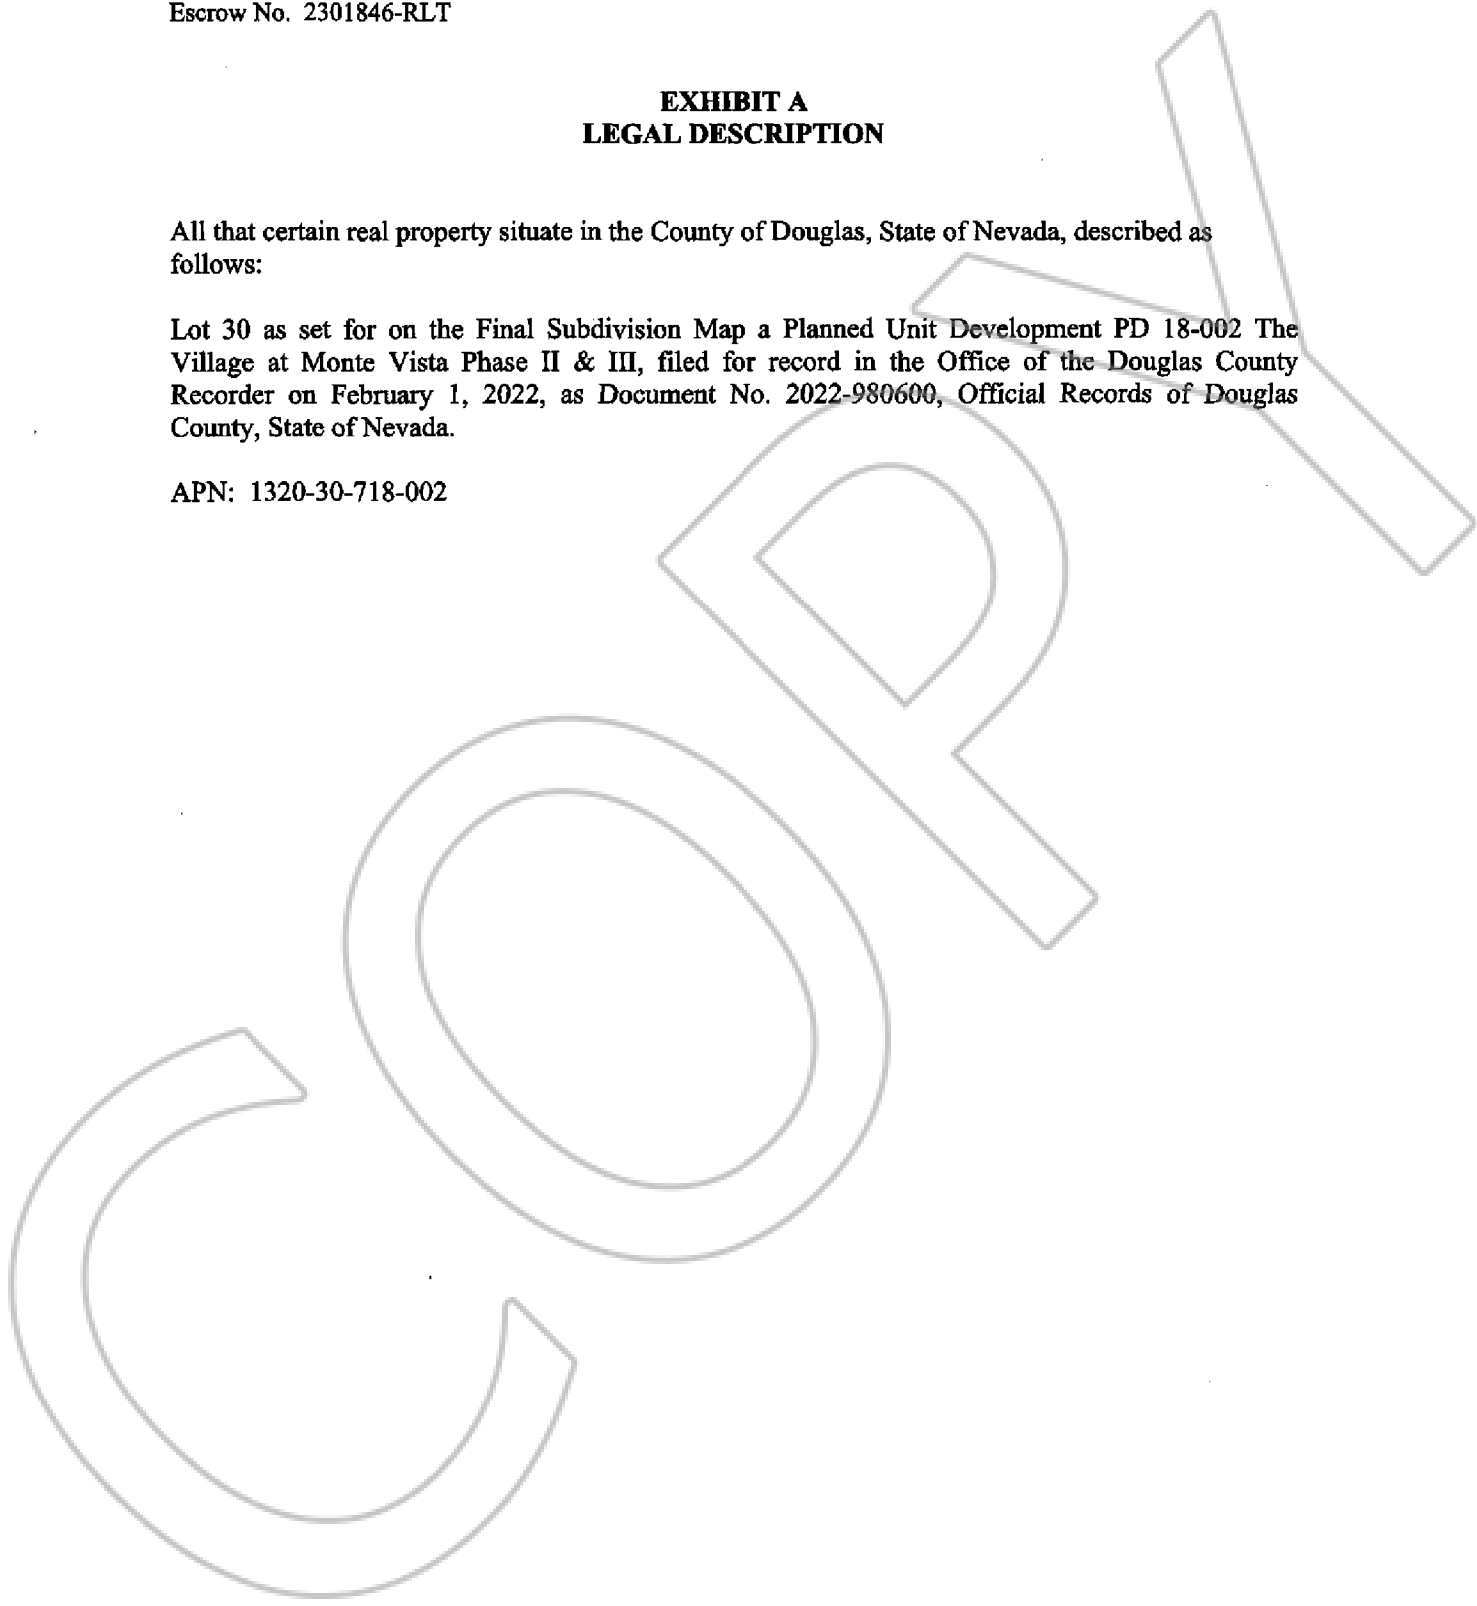 Escrow No. 2301846-RLT
EXHIBIT A
LEGAL DESCRIPTION
All that certain real property situate in the County of Douglas, State of Nevada, described as
follows:
Lot 30 as set for on the Final Subdivision Map a Planned Unit Development PD 18-002 The
Village at Monte Vista Phase II & III, filed for record in the Office of the Douglas County
Recorder on February 1, 2022, as Document No. 2022-980600, Official Records of Douglas
County, State of Nevada.
APN: 1320-30-718-002
COPY